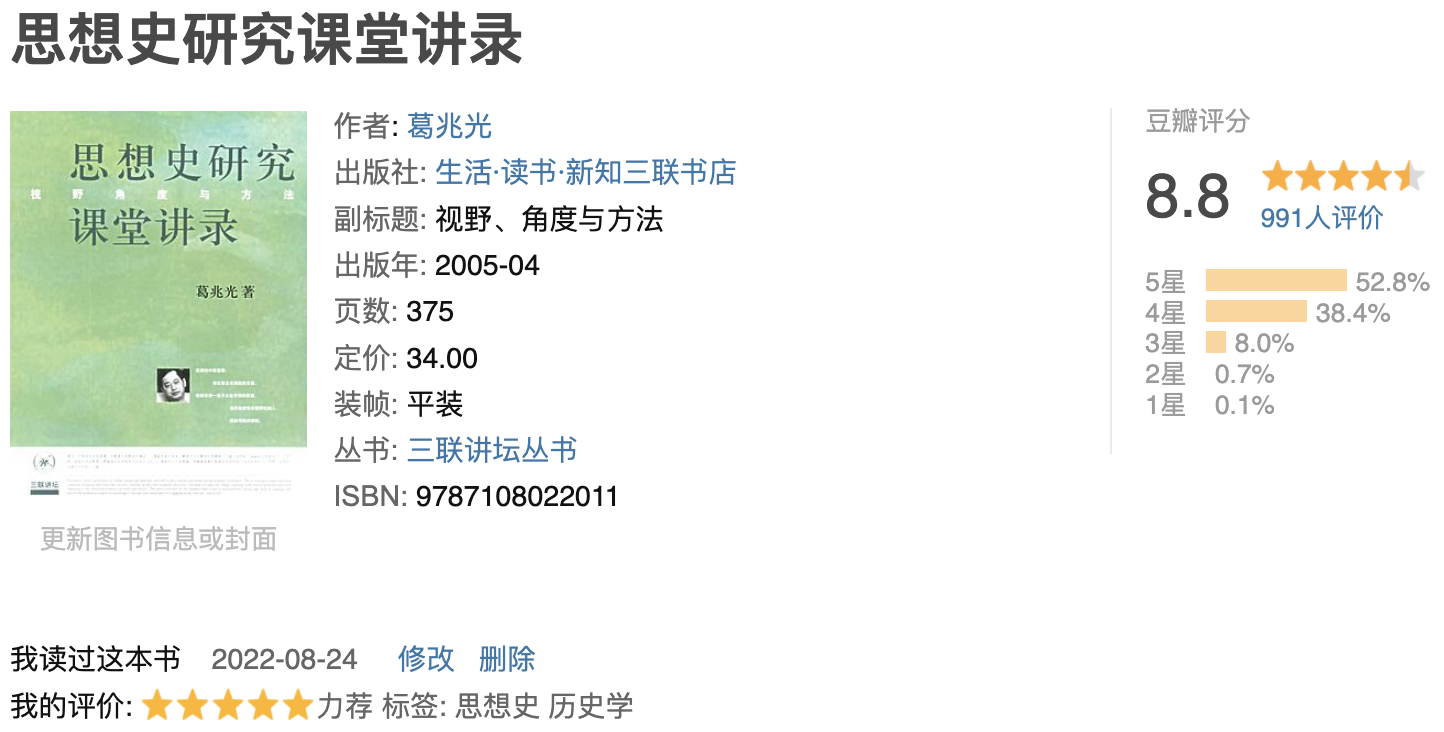 思想史研究课堂讲录
思想史研究
视野角度与方法
课堂讲录
葛兆光 著
三联讲坛
更新图书信息或封面
作者: 葛兆光
出版社: 生活·读书·新知三联书店
副标题: 视野、角度与方法
出版年: 2005-04
页数: 375
定价: 34.00
装帧: 平装
丛书: 三联讲坛丛书
ISBN: 9787108022011
豆瓣评分
8.8
991人评价
5星 52.8%
4星 38.4%
3星 8.0%
2星 0.7%
1星 0.1%
我读过这本书 2022-08-24 修改 删除
我的评价: 力荐 标签: 思想史 历史学